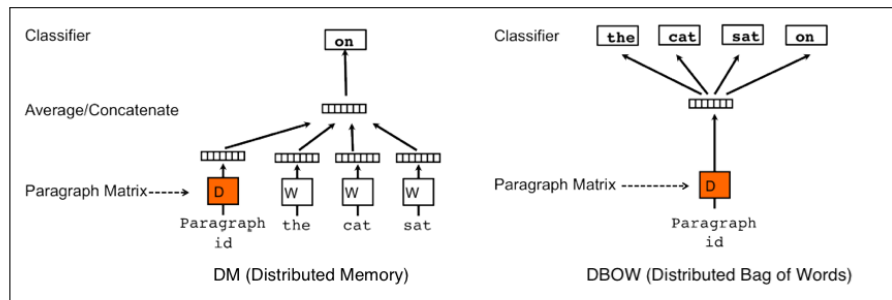 Classifier
on
Average/Concatenate
Paragraph Matrix
D
W
W
W
Paragraph
id
the
cat
sat
DM (Distributed Memory)
Classifier
the
cat
sat
on
Paragraph Matrix
D
Paragraph
id
DBOW (Distributed Bag of Words)